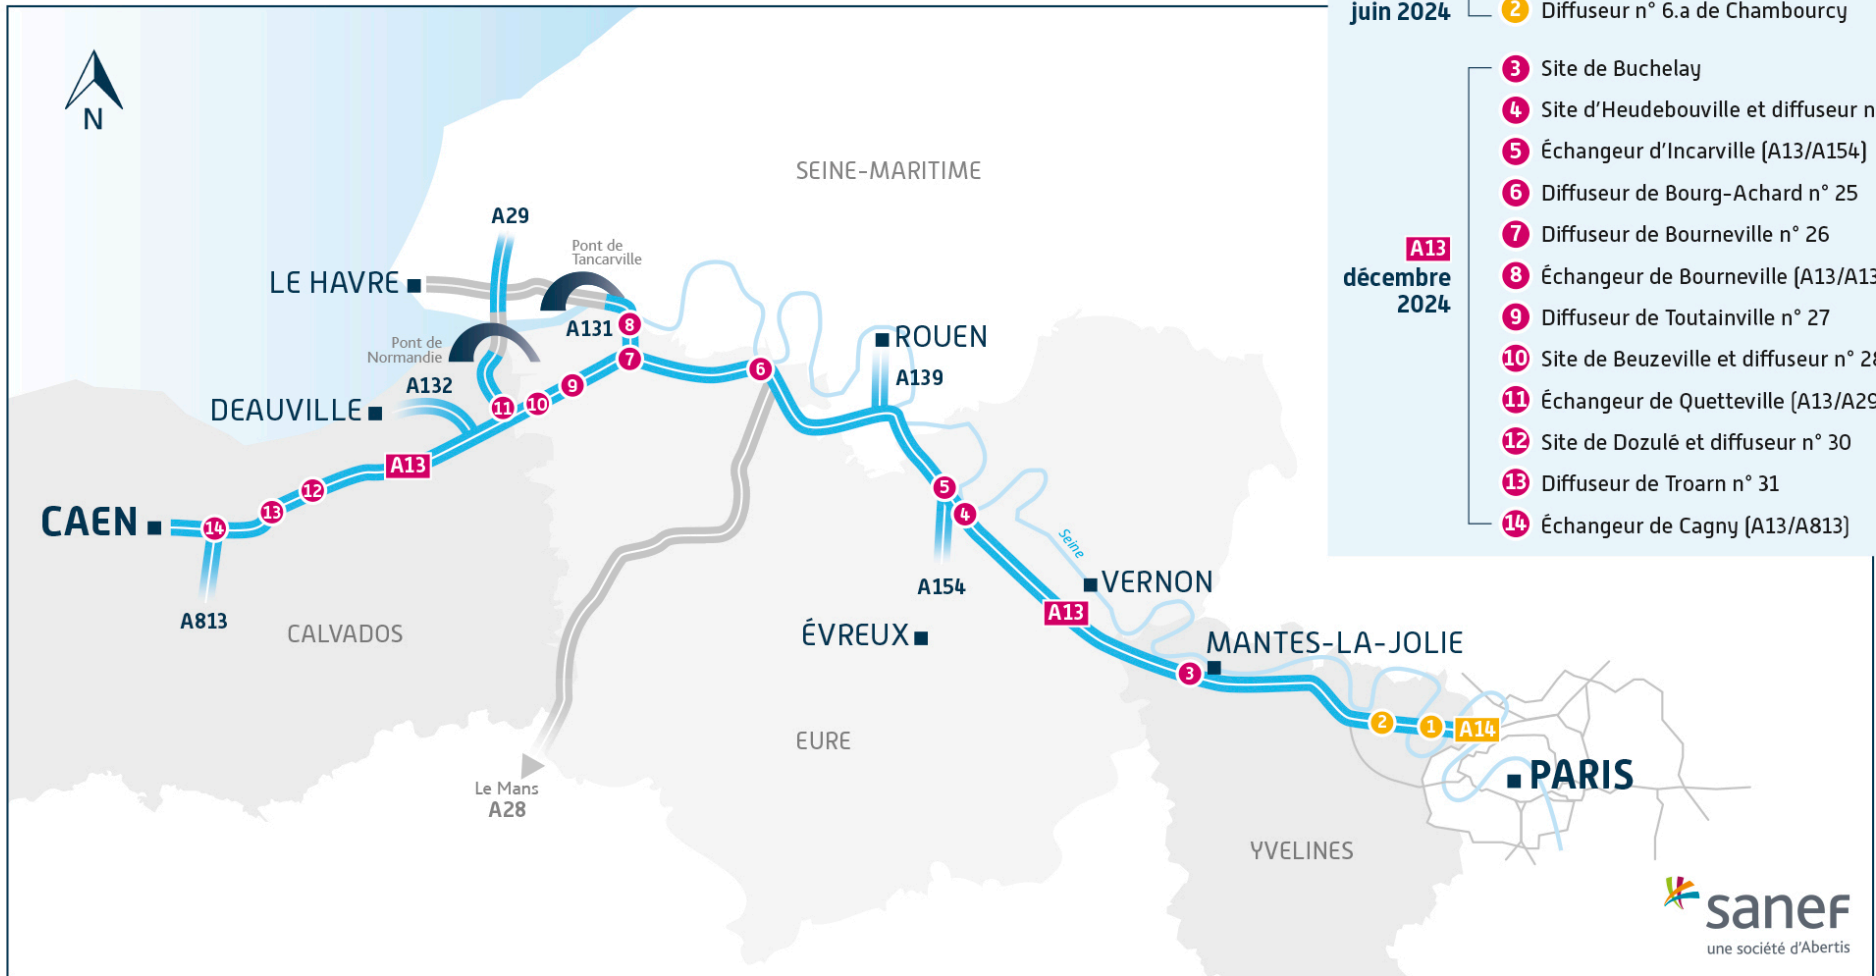 juin 2024
2 Diffuseur n° 6.a de Chambourcy
3 Site de Buchelay
4 Site d'Heudebouville et diffuseur n
5 Échangeur d'Incarville (A13/A154)
6 Diffuseur de Bourg-Achard n° 25
7 Diffuseur de Bourneville n° 26
A13
décembre
2024
8 Échangeur de Bourneville (A13/A13
9 Diffuseur de Toutainville n° 27
10 Site de Beuzeville et diffuseur n° 28
11 Échangeur de Quetteville (A13/A29
12 Site de Dozulé et diffuseur n° 30
13 Diffuseur de Troarn n° 31
14 Échangeur de Cagny (A13/A813)
N
SEINE-MARITIME
A29
Pont de
Tancarville
LE HAVRE
A131
8
ROUEN
Pont de
Normandie
7
6
A139
A132
9
DEAUVILLE
11
10
A13
5
12
13
4
CAEN
14
Seine
A154
VERNON
A813
A13
CALVADOS
ÉVREUX
MANTES-LA-JOLIE
3
2
1
A14
EURE
PARIS
Le Mans
A28
YVELINES
sanef
une société d'Abertis